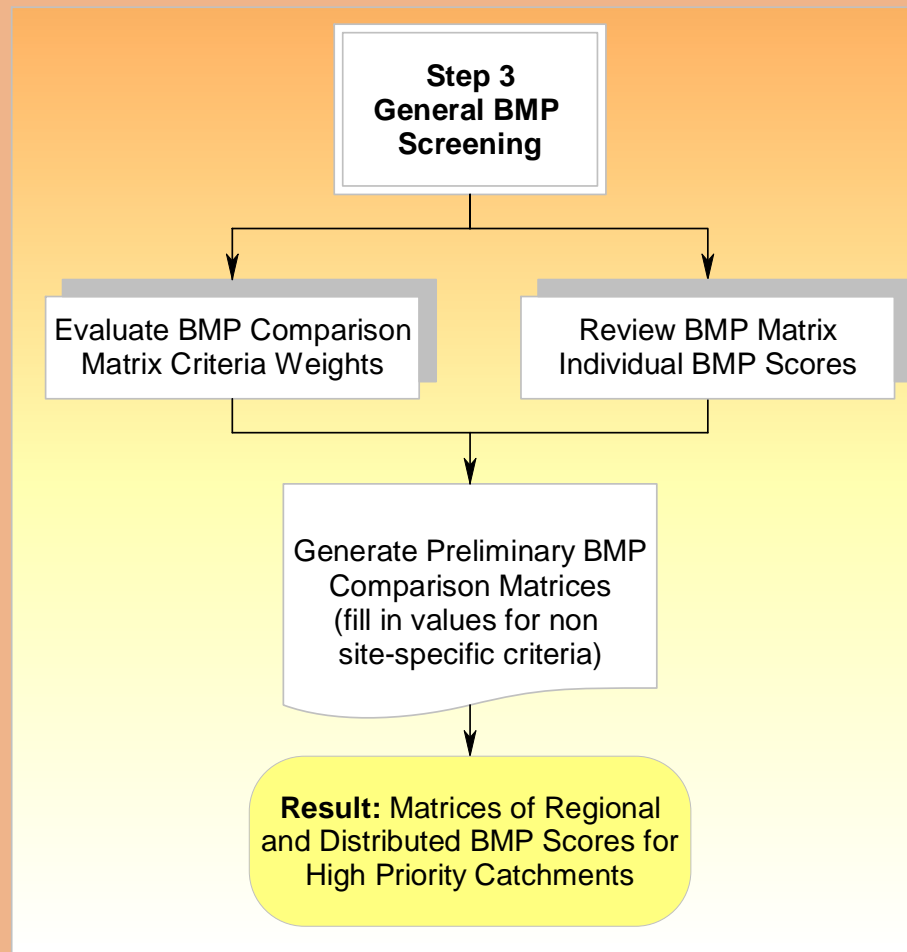 Step 3
General BMP
Screening
Evaluate BMP Comparison
Matrix Criteria Weights
Review BMP Matrix
Individual BMP Scores
Generate Preliminary BMP
Comparison Matrices
(fill in values for non
site-specific criteria)
Result: Matrices of Regional
and Distributed BMP Scores for
High Priority Catchments